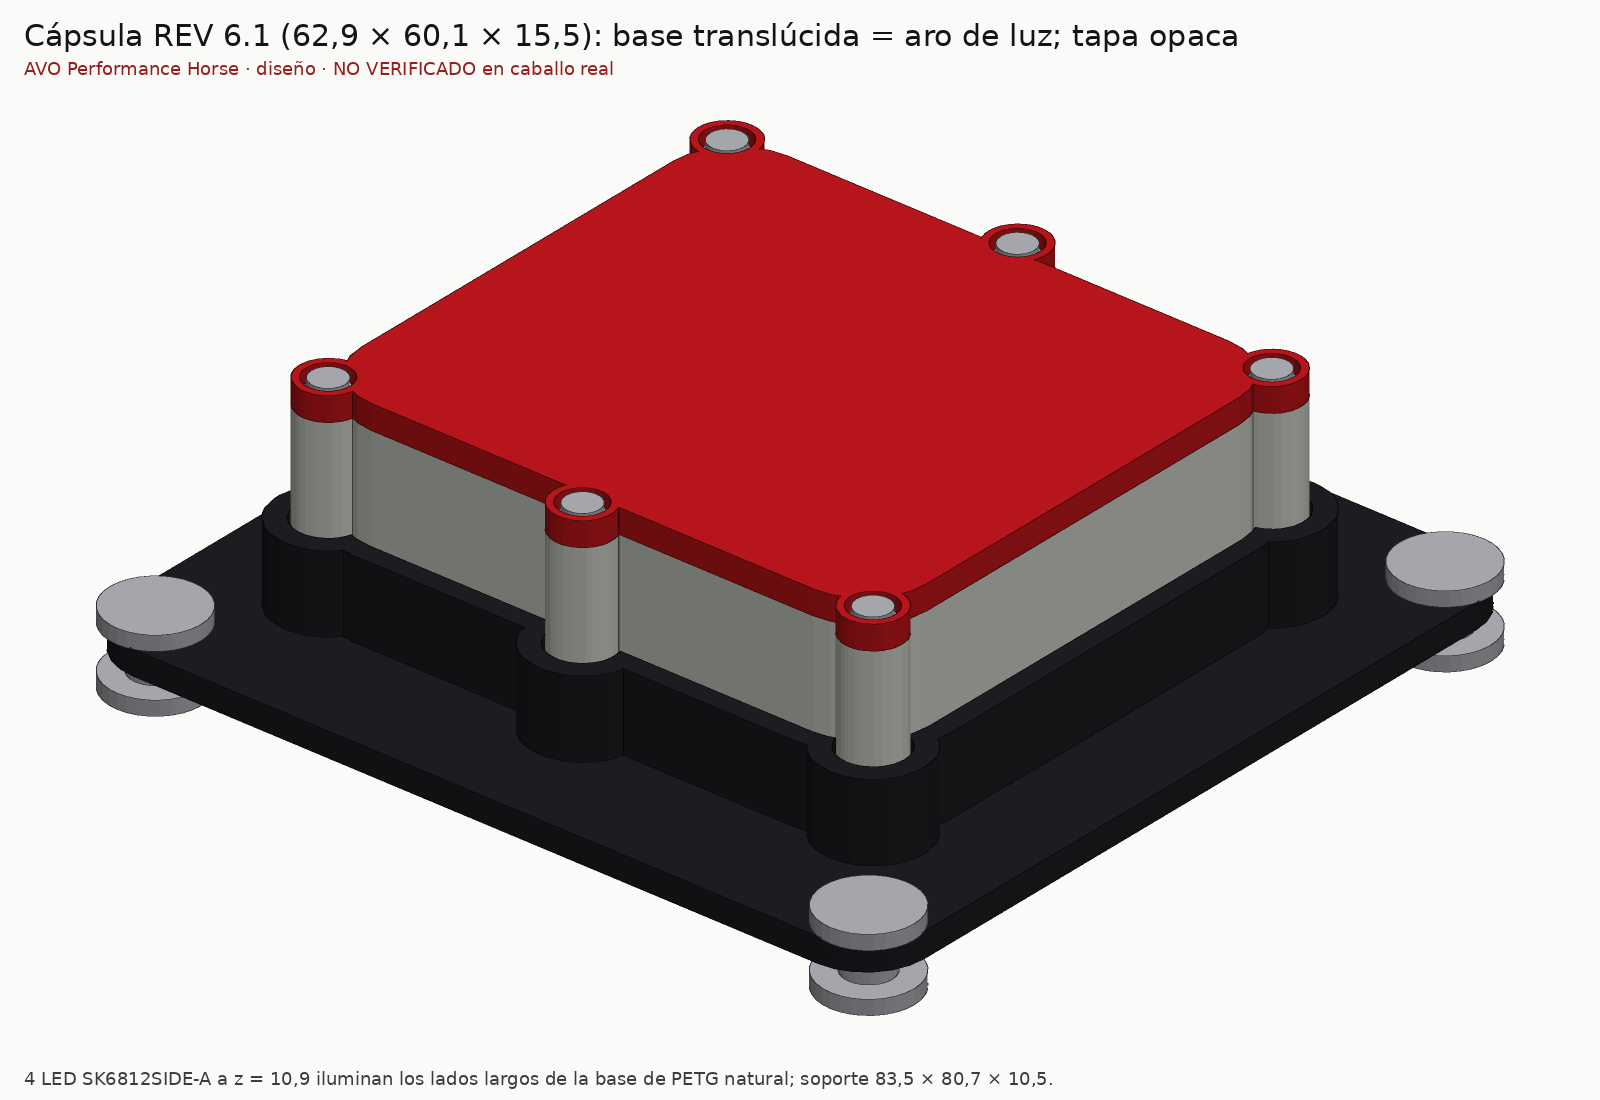 Cápsula REV 6.1 (62,9 × 60,1 × 15,5): base translúcida = aro de luz; tapa opaca
AVO Performance Horse · diseño · NO VERIFICADO en caballo real
4 LED SK6812SIDE-A a z = 10,9 iluminan los lados largos de la base de PETG natural; soporte 83,5 × 80,7 × 10,5.